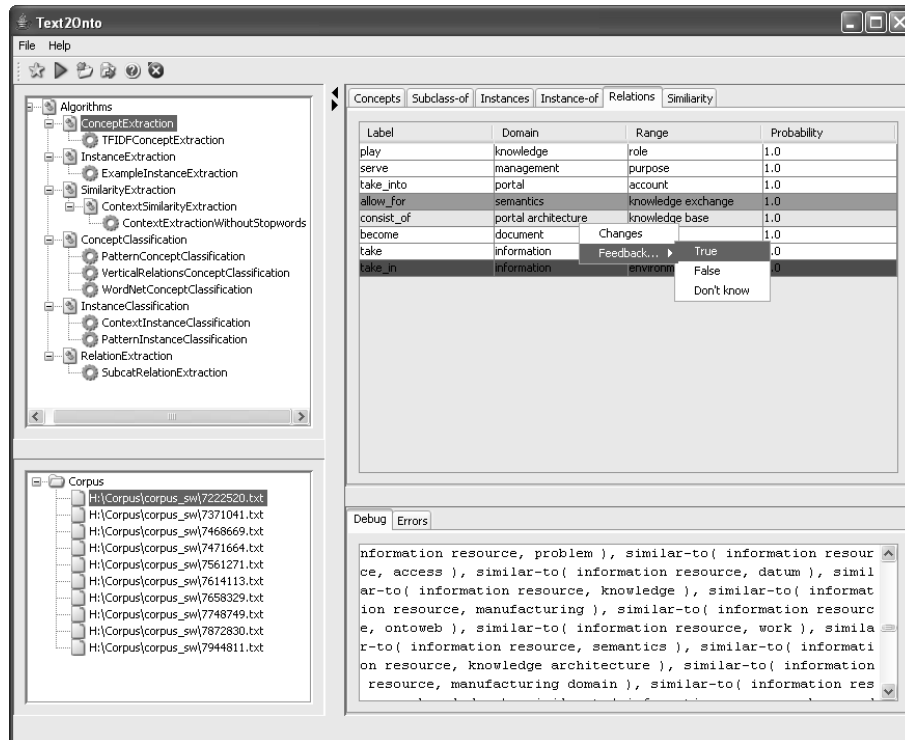 Text2Onto
File Help
Algorithms
ConceptExtraction
TFIDFConceptExtraction
InstanceExtraction
ExampleInstanceExtraction
SimilarityExtraction
ContextSimilarityExtraction
ContextExtractionWithoutStopwords
ConceptClassification
PatternConceptClassification
VerticalRelationsConceptClassification
WordNetConceptClassification
InstanceClassification
ContextInstanceClassification
PatternInstanceClassification
RelationExtraction
SubcatRelationExtraction
Corpus
H:\Corpus\corpus_sw\7222520.txt
H:\Corpus\corpus_sw\7371041.txt
H:\Corpus\corpus_sw\7468669.txt
H:\Corpus\corpus_sw\7471664.txt
H:\Corpus\corpus_sw\7561271.txt
H:\Corpus\corpus_sw\7614113.txt
H:\Corpus\corpus_sw\7658329.txt
H:\Corpus\corpus_sw\7748749.txt
H:\Corpus\corpus_sw\7872830.txt
H:\Corpus\corpus_sw\7944811.txt
Concepts Subclass-of Instances Instance-of Relations Similiarity
Label Domain Range Probability
play knowledge role 1.0
serve management purpose 1.0
take_into portal account 1.0
allow_for semantics knowledge exchange 1.0
consist_of portal architecture knowledge base 1.0
become document 1.0
take information .0
take_in information environm .0
Changes
Feedback... True
False
Don't know
Debug Errors
nformation resource, problem ), similar-to( information resour
ce, access ), similar-to( information resource, datum ), simil
ar-to( information resource, knowledge ), similar-to( informat
ion resource, manufacturing ), similar-to( information resourc
e, ontoweb ), similar-to( information resource, work ), simila
r-to( information resource, semantics ), similar-to( informati
on resource, knowledge architecture ), similar-to( information
resource, manufacturing domain ), similar-to( information res